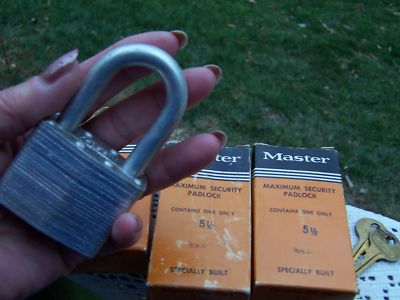 Master
MAXIMUM SECURITY
PADLOCK
CONTAINS ONE ONLY
5½
SPECIALLY BUILT
Master
MAXIMUM SECURITY
PADLOCK
CONTAINS ONE ONLY
5½
SPECIALLY BUILT